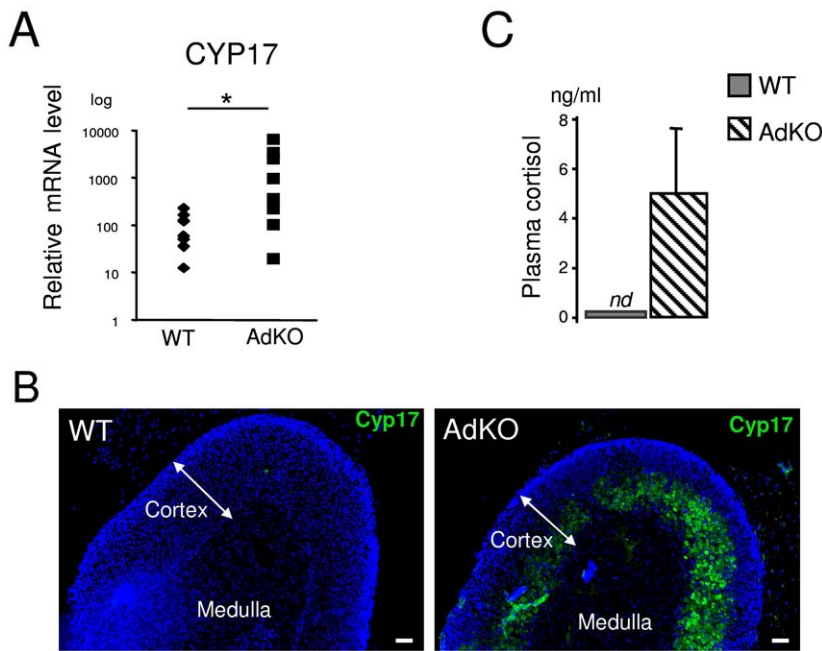 A
CYP17
log
*
Relative mRNA level
10000
1000
100
10
1
WT
AdKO
C
WT
AdKO
ng/ml
Plasma cortisol
8
6
4
2
0
nd
B
WT
Cyp17
Cortex
Medulla
AdKO
Cyp17
Cortex
Medulla